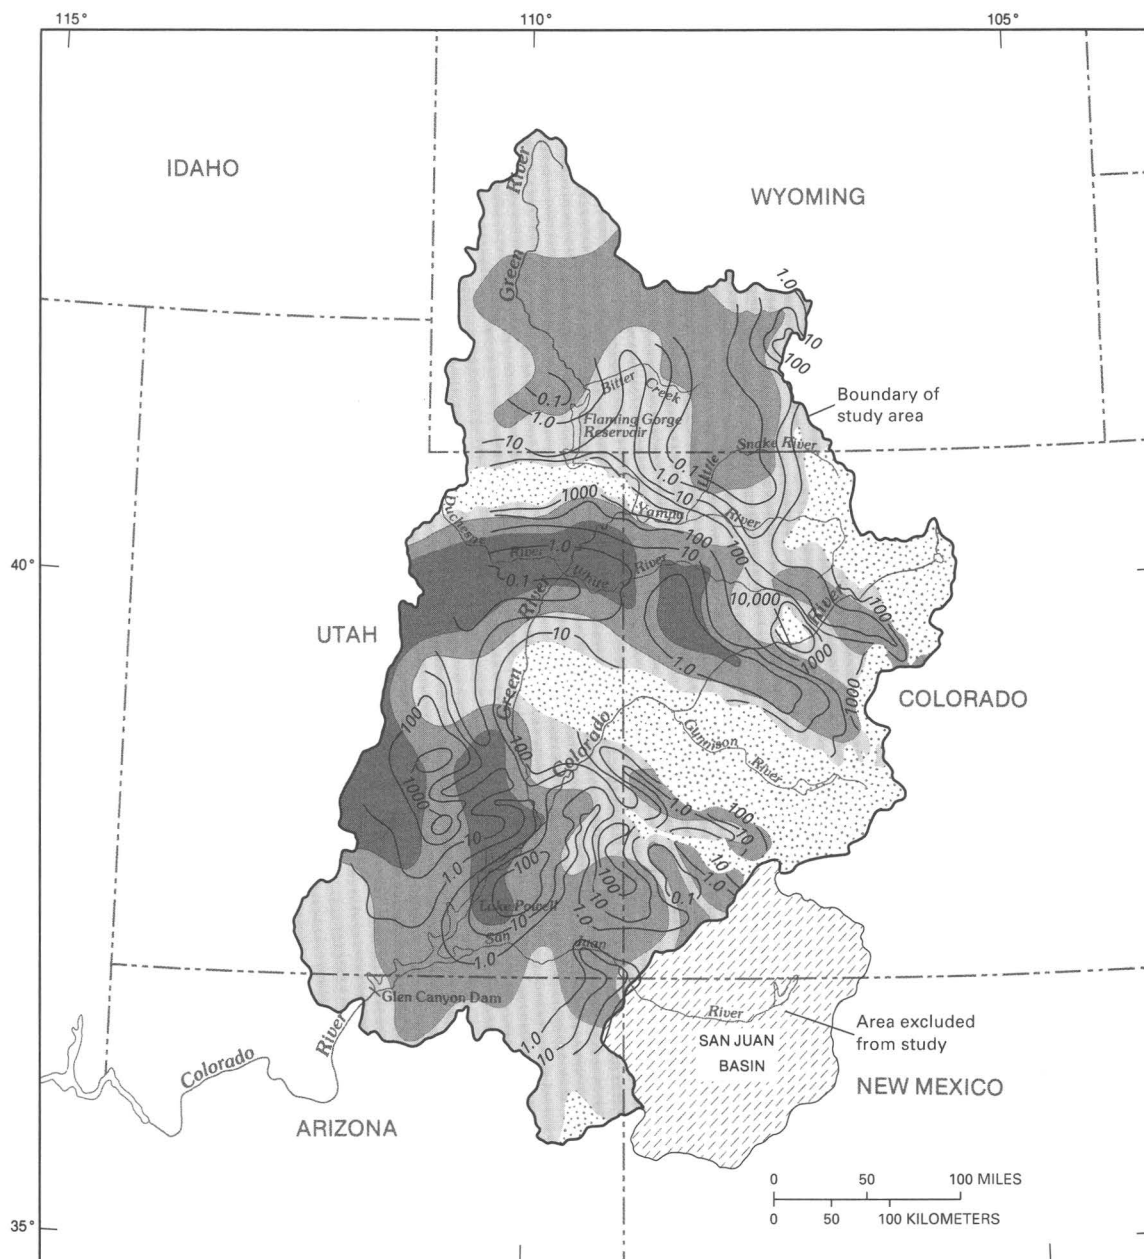 115°
110°
105°
IDAHO
WYOMING
River
Green
1.0
10
100
Boundary of
study area
Bitter
Creek
0.1
1.0
Flaming Gorge
Reservoir
10
Snake River
Little
0.1
1.0
10
1000
Yampa
River
100
10
100
Duchesne
River
1.0
White
River
0.1
River
40°
10,000
River
100
UTAH
10
1.0
1000
1000
COLORADO
Green
100
100
Colorado
Gunnison
River
1000
1.0
100
10
10
1.0
100
10
1.0
0.1
100
10
1.0
Lake Powell
10
San
Juan
1.0
Glen Canyon Dam
River
Colorado
1.0
10
River
SAN JUAN
BASIN
Area excluded
from study
NEW MEXICO
ARIZONA
0 50 100 MILES
0 50 100 KILOMETERS
35°